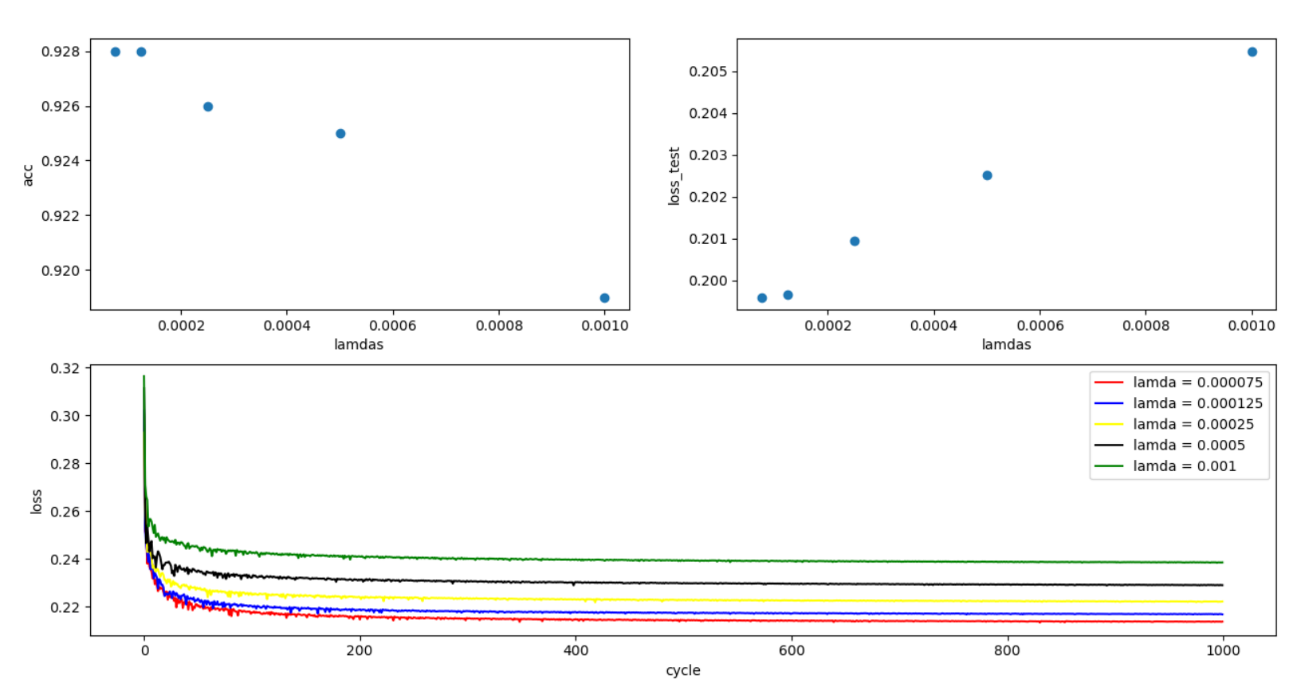 0.928
0.926
0.924
0.922
0.920
acc
0.0002 0.0004 0.0006 0.0008 0.0010
lamdas
0.205
0.204
0.203
0.202
0.201
0.200
loss_test
0.0002 0.0004 0.0006 0.0008 0.0010
lamdas
0.32
0.30
0.28
0.26
0.24
0.22
loss
lamda = 0.000075
lamda = 0.000125
lamda = 0.00025
lamda = 0.0005
lamda = 0.001
0 200 400 600 800 1000
cycle